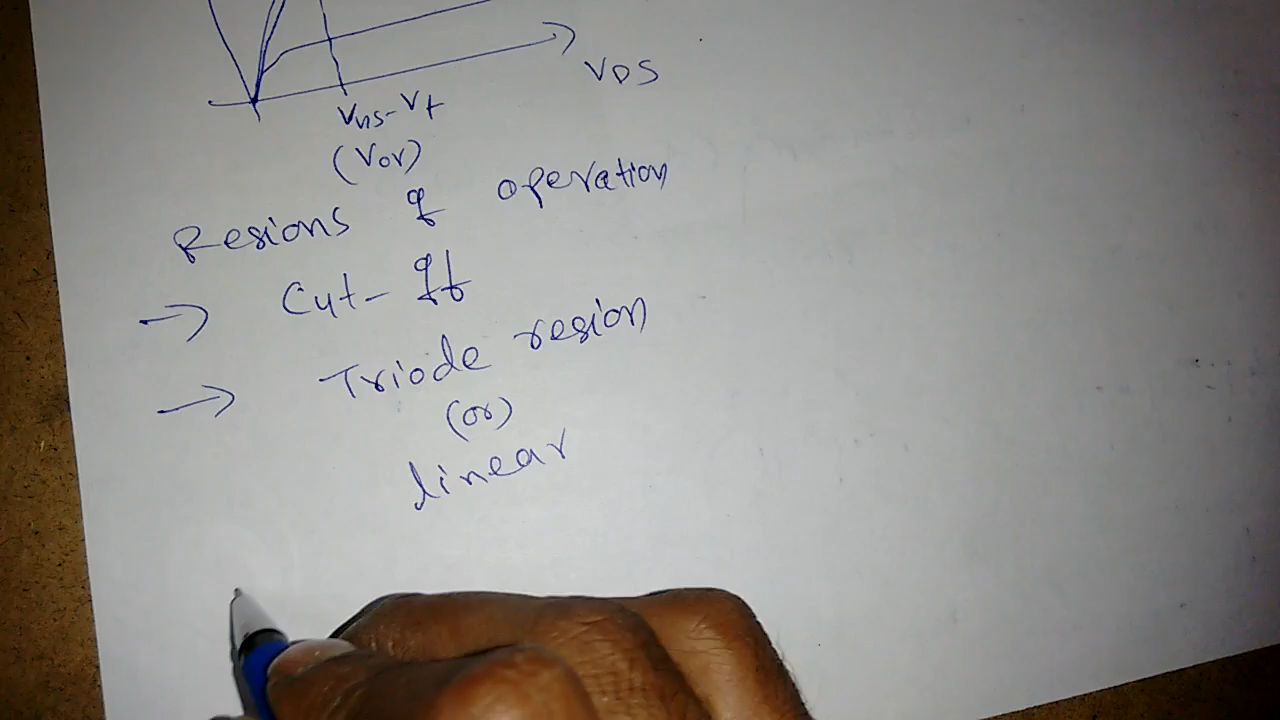 VDS
VGS-Vt
(VOV)
Regions of operation
→ Cut-off
→ Triode region
(or)
linear